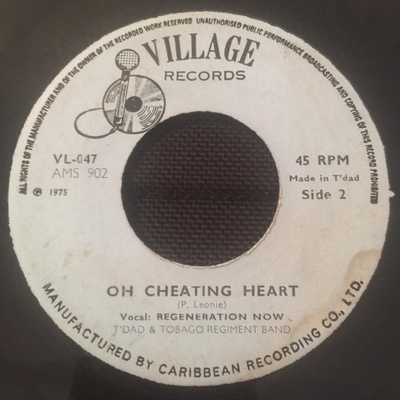 ALL RIGHTS OF THE MANUFACTURER AND OF THE OWNER OF THE RECORDED WORK RESERVED UNAUTHORISED PUBLIC PERFORMANCE BROADCASTING AND COPYING OF THIS RECORD PROHIBITED
VILLAGE
RECORDS
VL-047
AMS 902
℗ 1975
45 RPM
Made in T'dad
Side 2
OH CHEATING HEART
(P. Leonie)
Vocal: REGENERATION NOW
T'DAD & TOBAGO REGIMENT BAND
MANUFACTURED BY CARIBBEAN RECORDING CO., LTD.